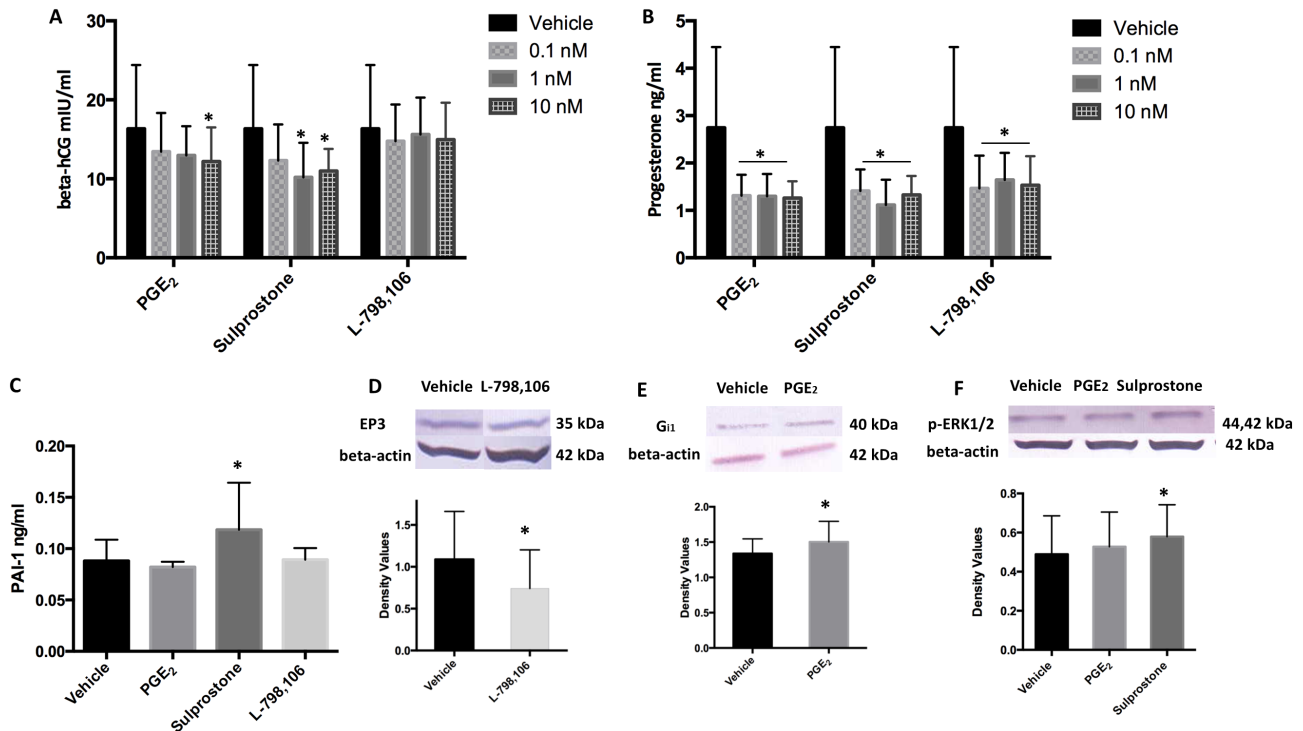 A
beta-hCG mIU/ml
30
20
10
0
* * *
PGE₂
Sulprostone
L-798,106
Vehicle
0.1 nM
1 nM
10 nM
B
Progesterone ng/ml
5
4
3
2
1
0
* * *
PGE₂
Sulprostone
L-798,106
Vehicle
0.1 nM
1 nM
10 nM
C
PAI-1 ng/ml
0.20
0.15
0.10
0.05
0.00
*
Vehicle
PGE₂
Sulprostone
L-798,106
D
Vehicle L-798,106
EP3 35 kDa
beta-actin 42 kDa
Density Values
1.5
1.0
0.5
0.0
*
Vehicle
L-798,106
E
Vehicle PGE₂
Gi1 40 kDa
beta-actin 42 kDa
Density Values
2.0
1.5
1.0
0.5
0.0
*
Vehicle
PGE₂
F
Vehicle PGE₂ Sulprostone
p-ERK1/2 44,42 kDa
beta-actin 42 kDa
Density Values
0.8
0.6
0.4
0.2
0.0
*
Vehicle
PGE₂
Sulprostone